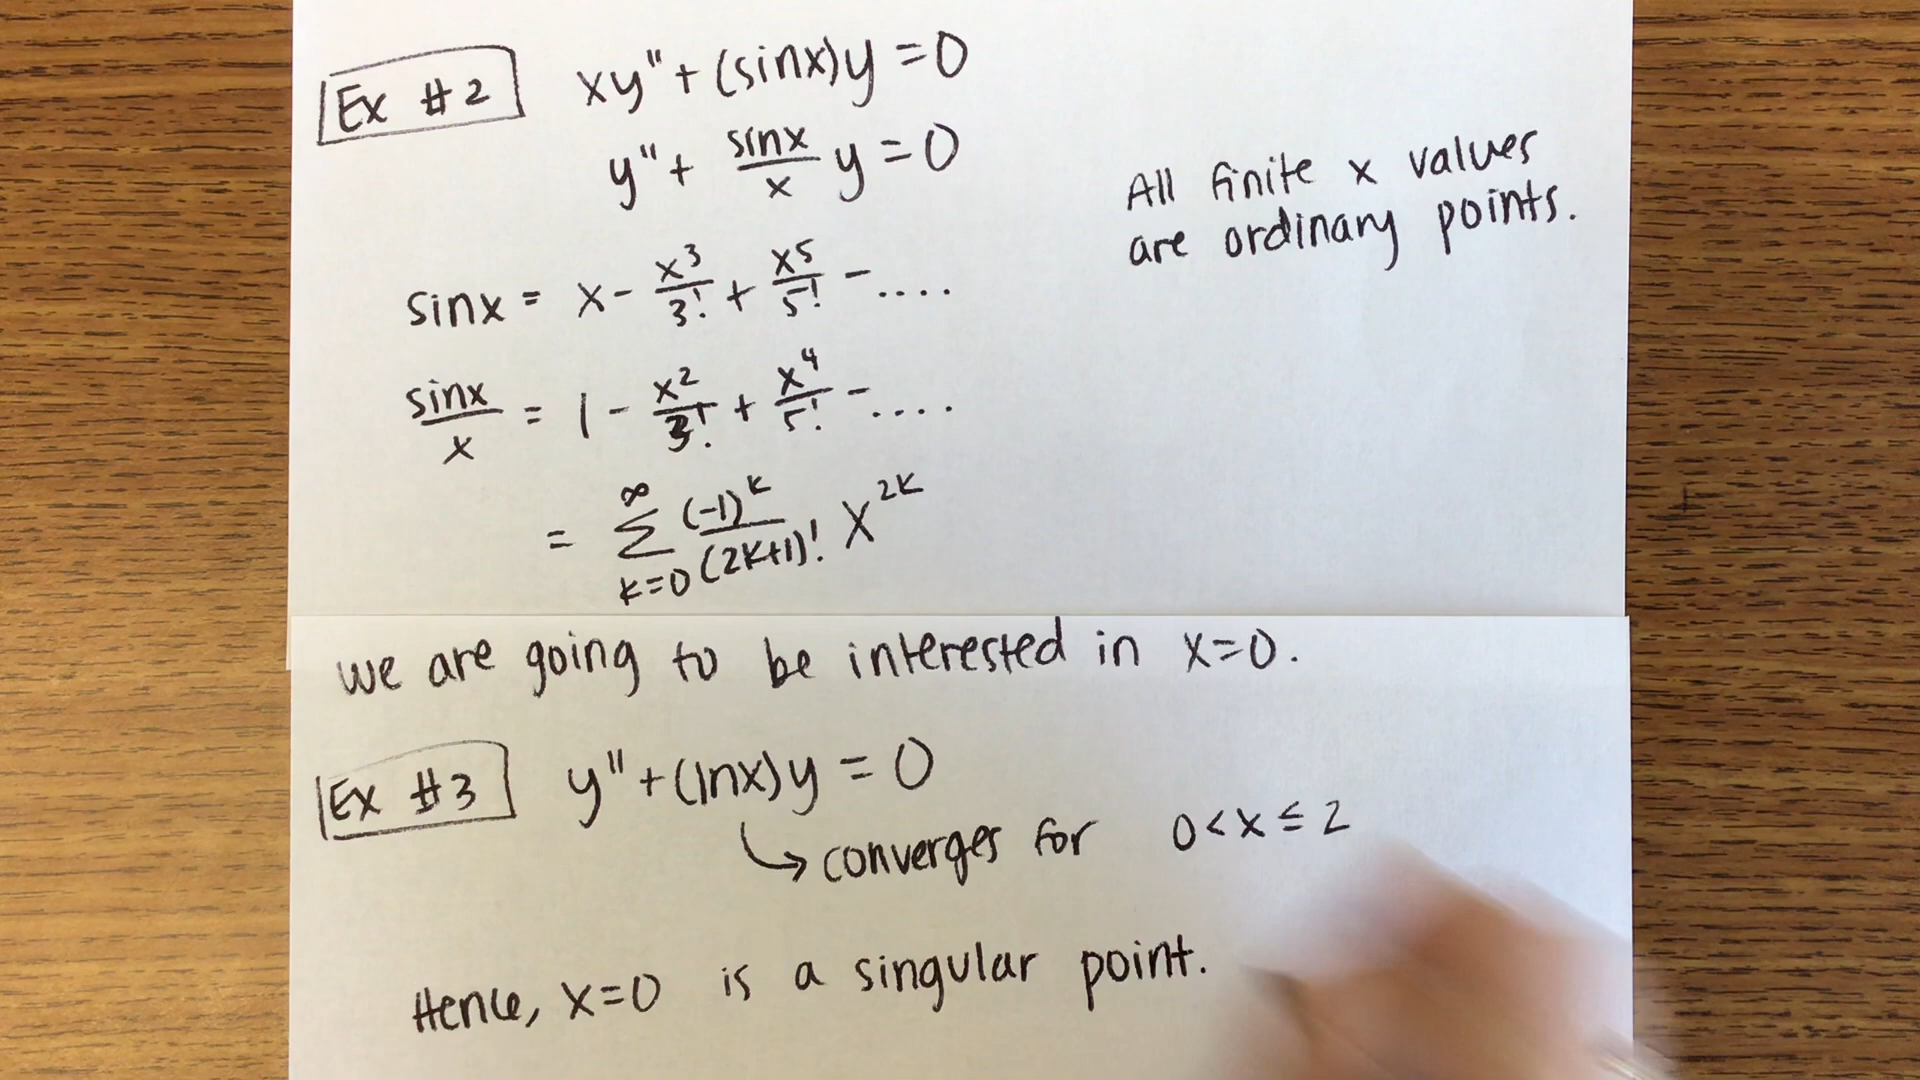 Ex #2
xy" + (sinx)y = 0
y" + sinx/x y = 0
All finite x values
are ordinary points.
sinx = x - x³/3! + x⁵/5! - ....
sinx/x = 1 - x²/3! + x⁴/5! - ....
= ∞ Σ k=0 (-1)^k/(2k+1)! x^2k
we are going to be interested in x=0.
Ex #3
y" + (lnx)y = 0
↳ converges for 0 < x ≤ 2
Hence, x=0 is a singular point.